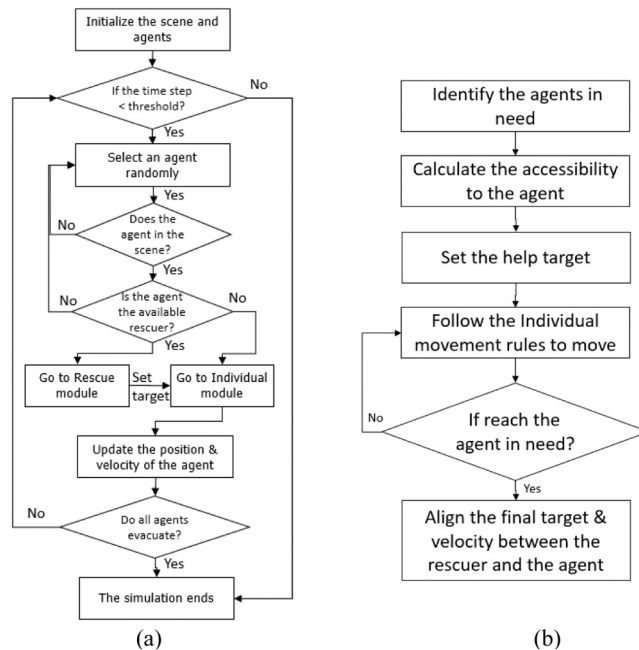 Initialize the scene and
agents
If the time step
< threshold?
No
Yes
Select an agent
randomly
Yes
No
Does the
agent in the
scene?
Yes
No
Is the agent
the available
rescuer?
No
Yes
Go to Rescue
module
Set
target
Go to Individual
module
Update the position &
velocity of the agent
No
Do all agents
evacuate?
Yes
The simulation ends
(a)
Identify the agents in
need
Calculate the accessibility
to the agent
Set the help target
Follow the Individual
movement rules to move
No
If reach the
agent in need?
Yes
Align the final target &
velocity between the
rescuer and the agent
(b)